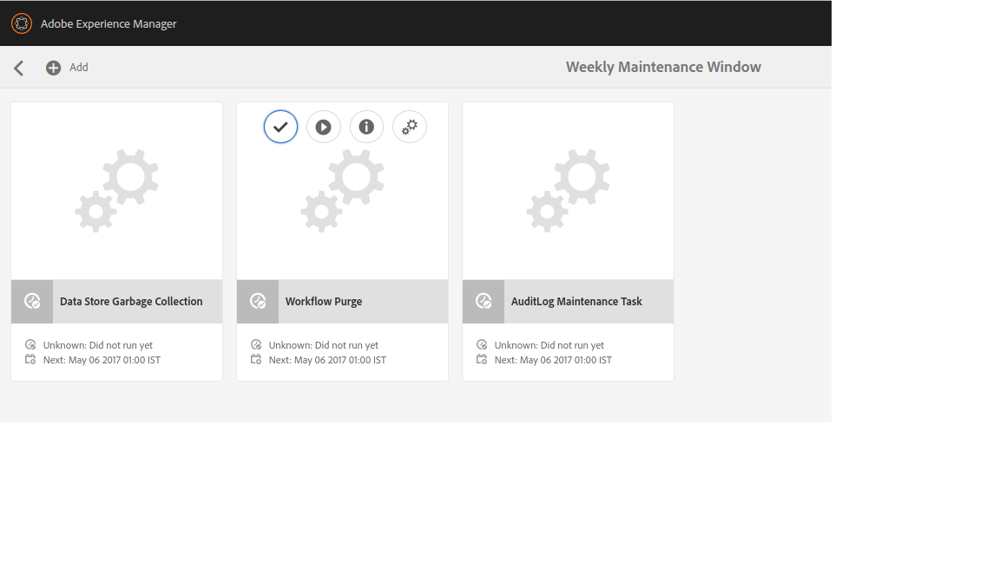 Adobe Experience Manager
Add
Weekly Maintenance Window
Data Store Garbage Collection
Unknown: Did not run yet
Next: May 06 2017 01:00 IST
Workflow Purge
Unknown: Did not run yet
Next: May 06 2017 01:00 IST
AuditLog Maintenance Task
Unknown: Did not run yet
Next: May 06 2017 01:00 IST